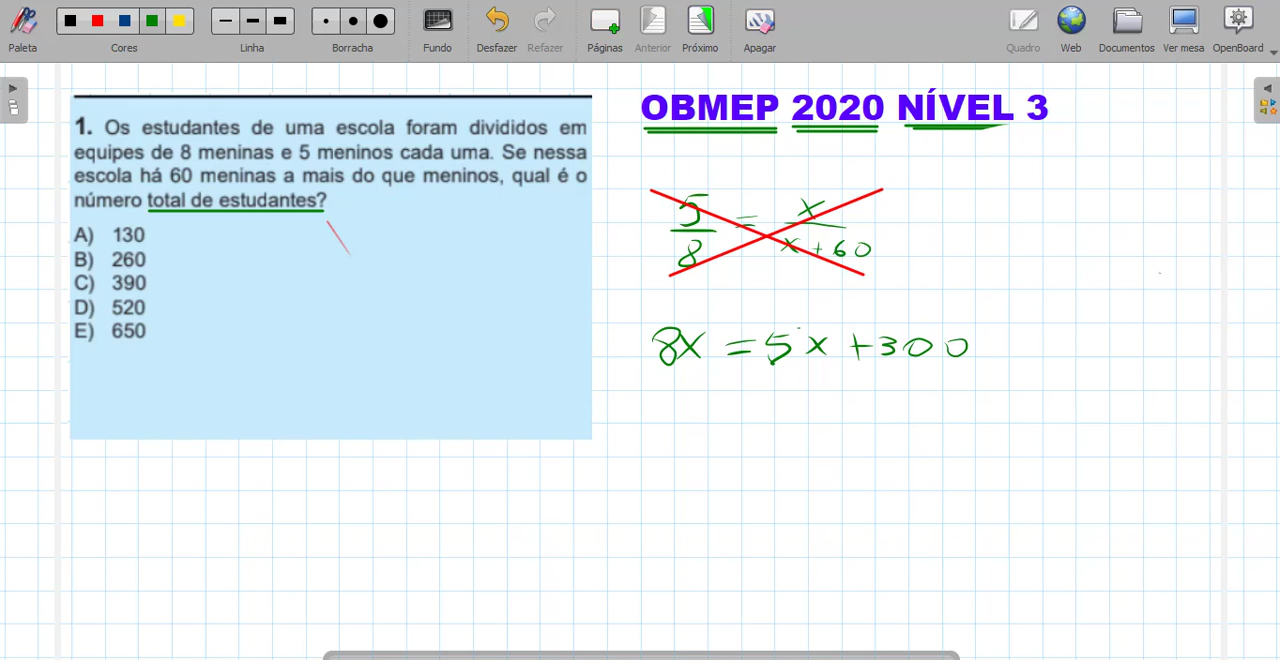 Paleta
Cores
Linha
Borracha
Fundo
Desfazer
Refazer
Páginas
Anterior
Próximo
Apagar
Quadro
Web
Documentos
Ver mesa
OpenBoard
OBMEP 2020 NÍVEL 3
1. Os estudantes de uma escola foram divididos em
equipes de 8 meninas e 5 meninos cada uma. Se nessa
escola há 60 meninas a mais do que meninos, qual é o
número total de estudantes?
A) 130
B) 260
C) 390
D) 520
E) 650
5/8 = x/x+60
8x = 5x + 300